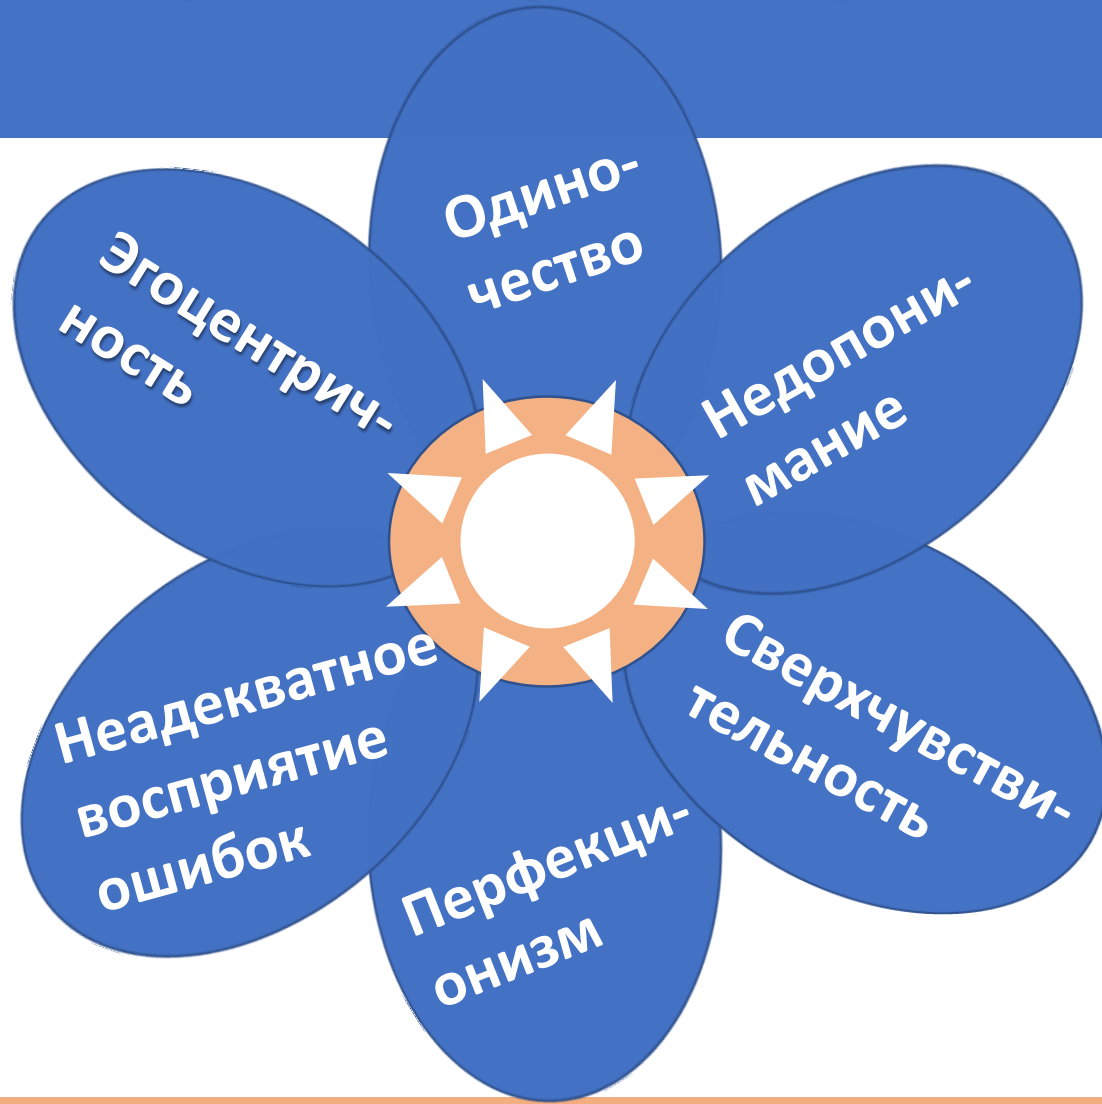 Одино-
чество
Недопони-
мание
Сверхчувстви-
тельность
Перфекци-
онизм
Неадекватное
восприятие
ошибок
Эгоцентрич-
ность